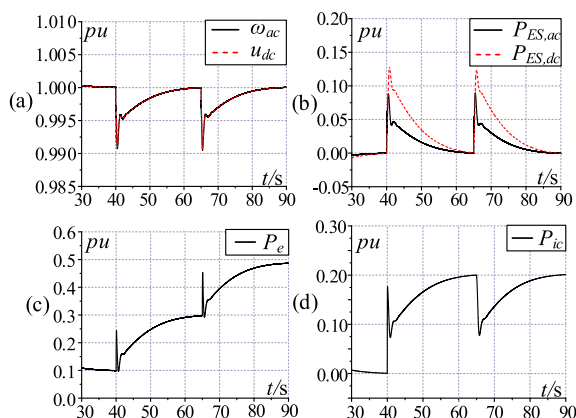 1.010
pu
ω_ac
u_dc
1.005
1.000
(a)
0.995
0.990
0.985
t/s
30 40 50 60 70 80 90
0.20
pu
P_ES,ac
P_ES,dc
0.15
0.10
(b)
0.05
0.00
-0.05
t/s
30 40 50 60 70 80 90
0.6
pu
P_e
0.5
0.4
(c)
0.3
0.2
0.1
0.0
t/s
30 40 50 60 70 80 90
0.30
pu
P_ic
0.20
(d)
0.10
0.00
t/s
30 40 50 60 70 80 90